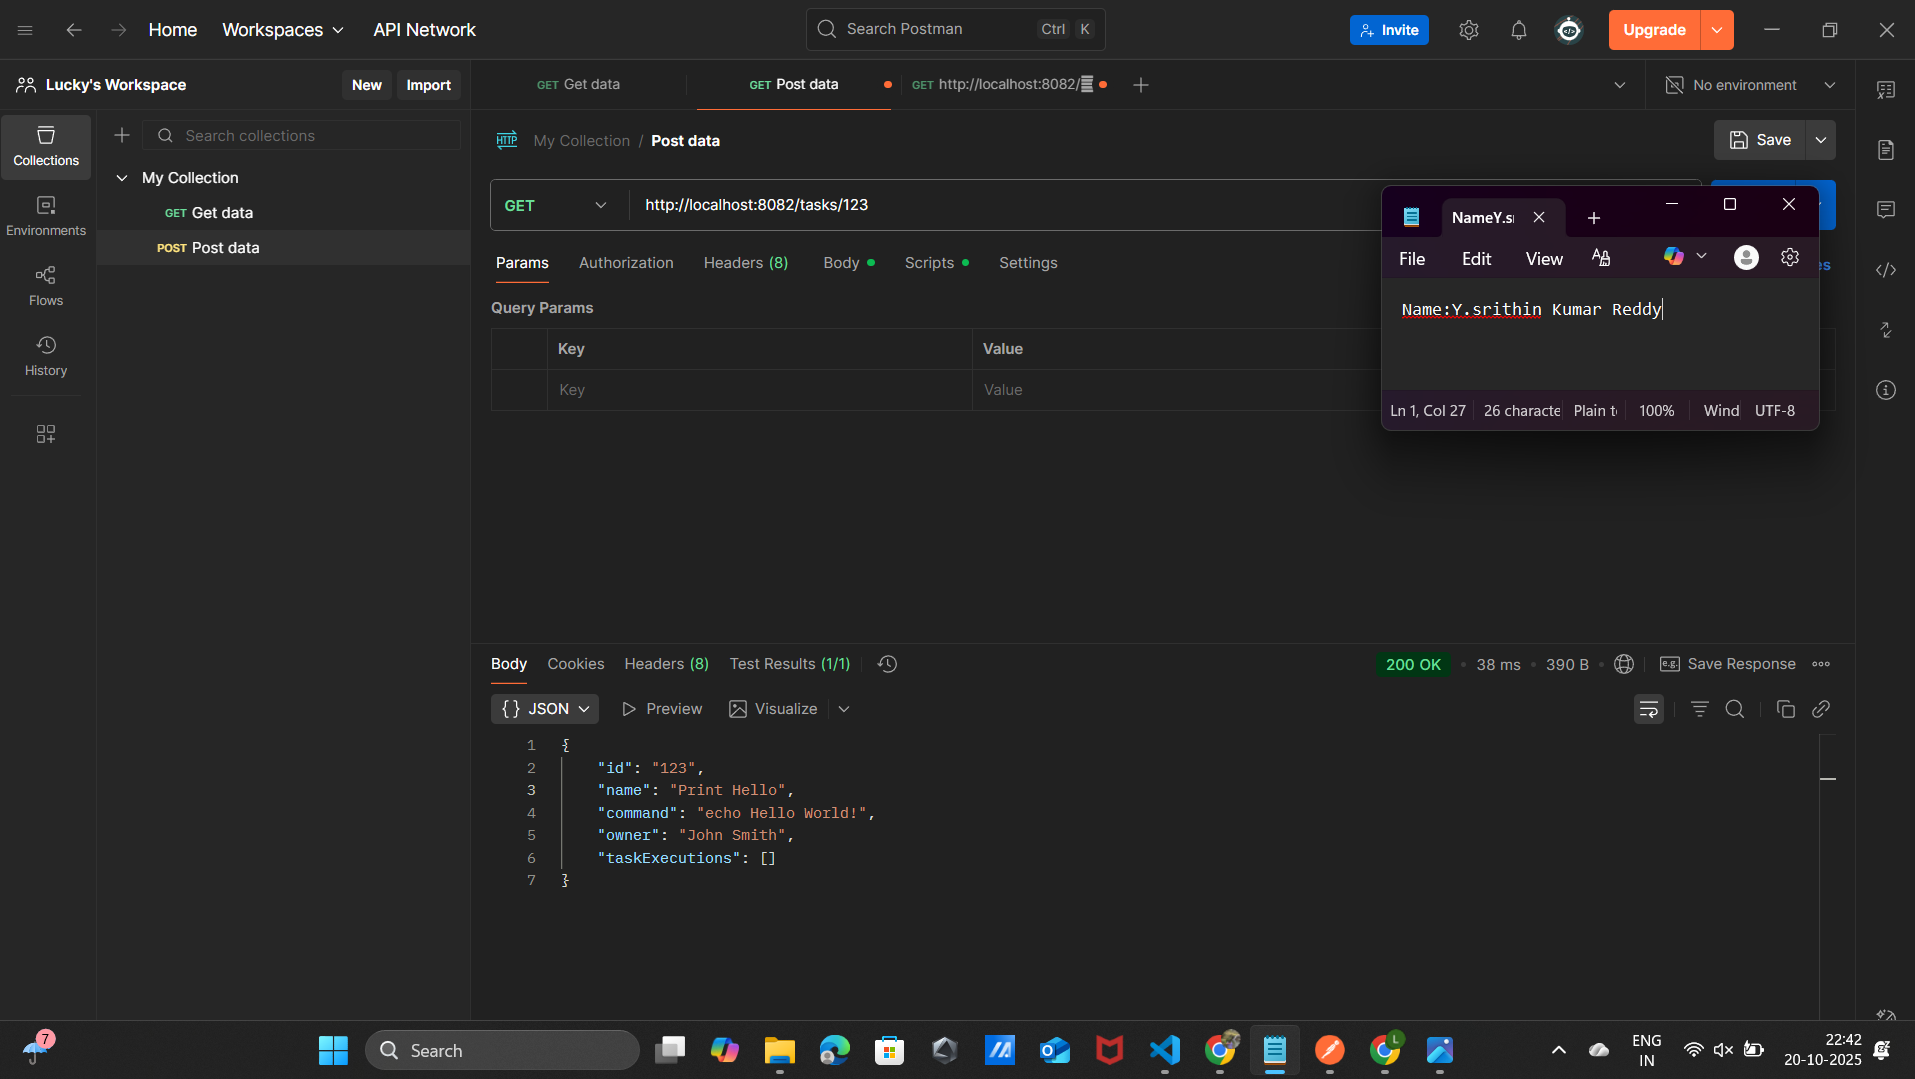 Home Workspaces API Network Search Postman Ctrl K Invite Upgrade
Lucky's Workspace New Import
GET Get data GET Post data GET http://localhost:8082/ No environment
Collections
Environments
Flows
History
Search collections
My Collection
GET Get data
POST Post data
HTTP My Collection / Post data Save
GET http://localhost:8082/tasks/123
Params Authorization Headers (8) Body Scripts Settings
Query Params
Key Value
Key Value
NameY.s
File Edit View
Name:Y.srithin Kumar Reddy
Ln 1, Col 27 26 characte Plain t 100% Wind UTF-8
Body Cookies Headers (8) Test Results (1/1) 200 OK 38 ms 390 B e.g. Save Response
{} JSON Preview Visualize
1 {
2 "id": "123",
3 "name": "Print Hello",
4 "command": "echo Hello World!",
5 "owner": "John Smith",
6 "taskExecutions": []
7 }
7 Search L ENG IN 22:42
20-10-2025